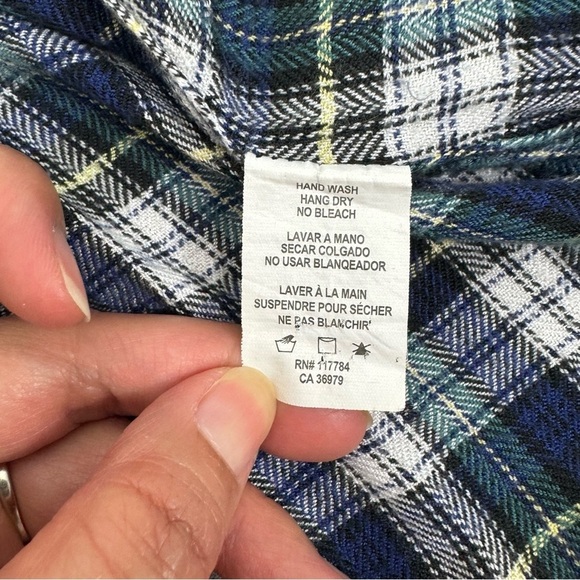 HAND WASH
HANG DRY
NO BLEACH
LAVAR A MANO
SECAR COLGADO
NO USAR BLANQEADOR
LAVER À LA MAIN
SUSPENDRE POUR SÉCHER
NE PAS BLANCHIR
RN# 117784
CA 36979